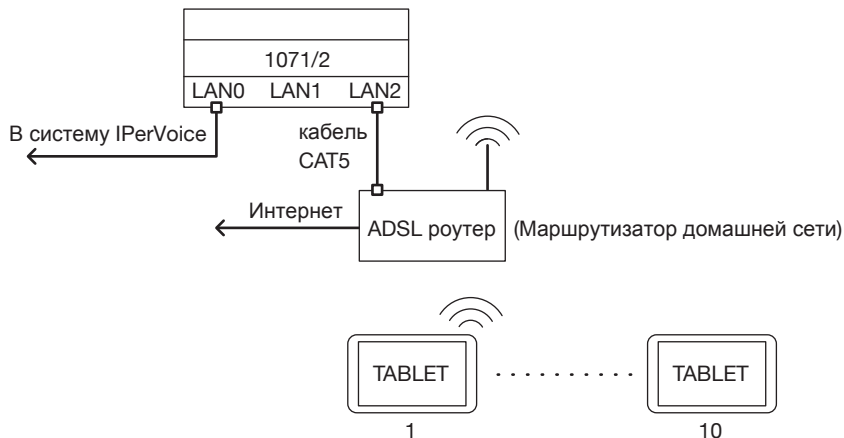 1071/2
LAN0 LAN1 LAN2
В систему IPerVoice
кабель
CAT5
Интернет
ADSL роутер
(Маршрутизатор домашней сети)
TABLET
TABLET
1
10